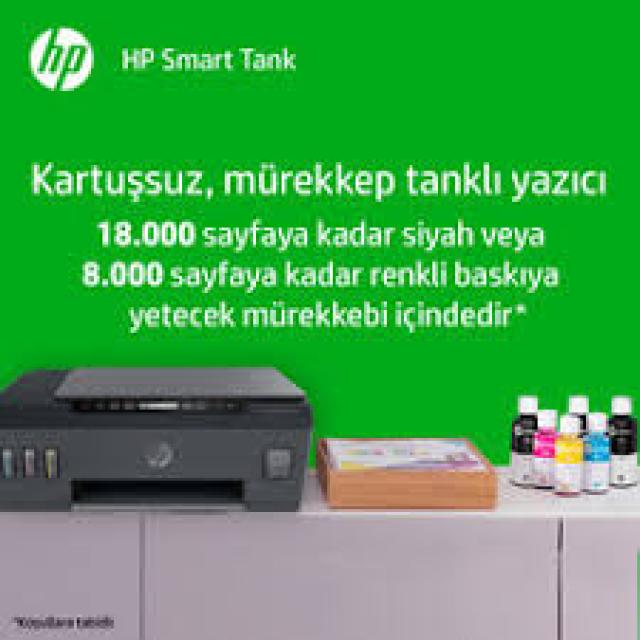 hp HP Smart Tank
Kartuşsuz, mürekkep tanklı yazıcı
18.000 sayfaya kadar siyah veya
8.000 sayfaya kadar renkli baskıya
yetecek mürekkebi içindedir*
*Koşullara tabidir